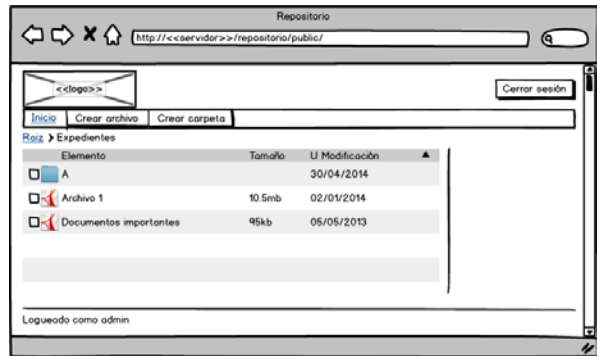 Repositorio
http://<<servidor>>/repositorio/public/
<<logo>>
Cerrar sesión
Inicio Crear archivo Crear carpeta
Raiz > Expedientes
Elemento Tamaño U. Modificación
A 30/04/2014
Archivo 1 10.5mb 02/01/2014
Documentos importantes 95kb 05/05/2013
Logueado como admin